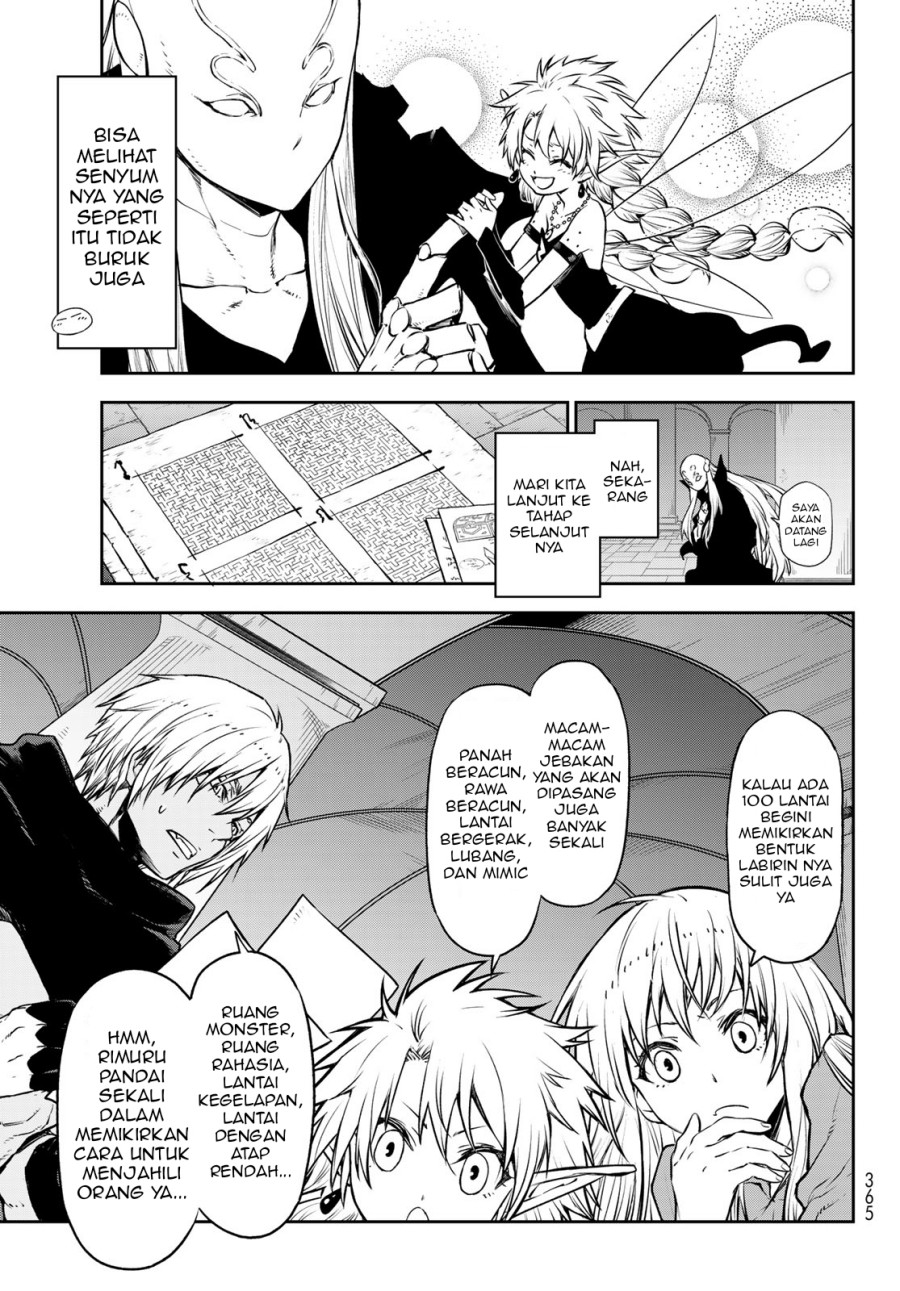 BISA
MELIHAT
SENYUM
NYA YANG
SEPERTI
ITU TIDAK
BURUK
JUGA
SAYA
AKAN
DATANG
LAGI
NAH,
SEKA-
RANG
MARI KITA
LANJUT KE
TAHAP
SELANJUT
NYA
KALAU ADA
100 LANTAI
BEGINI
MEMIKIRKAN
BENTUK
LABIRIN NYA
SULIT JUGA
YA
MACAM-
MACAM
JEBAKAN
YANG AKAN
DIPASANG
JUGA
BANYAK
SEKALI
PANAH
BERACUN,
RAWA
BERACUN,
LANTAI
BERGERAK,
LUBANG,
DAN MIMIC
RUANG
MONSTER,
RUANG
RAHASIA,
LANTAI
KEGELAPAN,
LANTAI
DENGAN
ATAP
RENDAH...
HMM,
RIMURU
PANDAI
SEKALI
DALAM
MEMIKIRKAN
CARA UNTUK
MENJAHILI
ORANG YA...
365